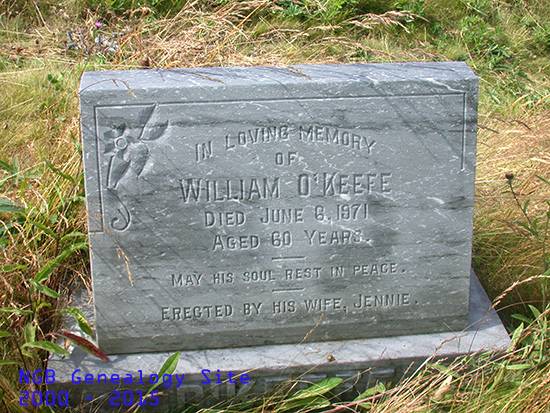 IN LOVING MEMORY
OF
WILLIAM O'KEEFE
DIED JUNE 8, 1971
AGED 60 YEARS.
MAY HIS SOUL REST IN PEACE.
ERECTED BY HIS WIFE, JENNIE.
NGB Genealogy Site
2000 - 2015